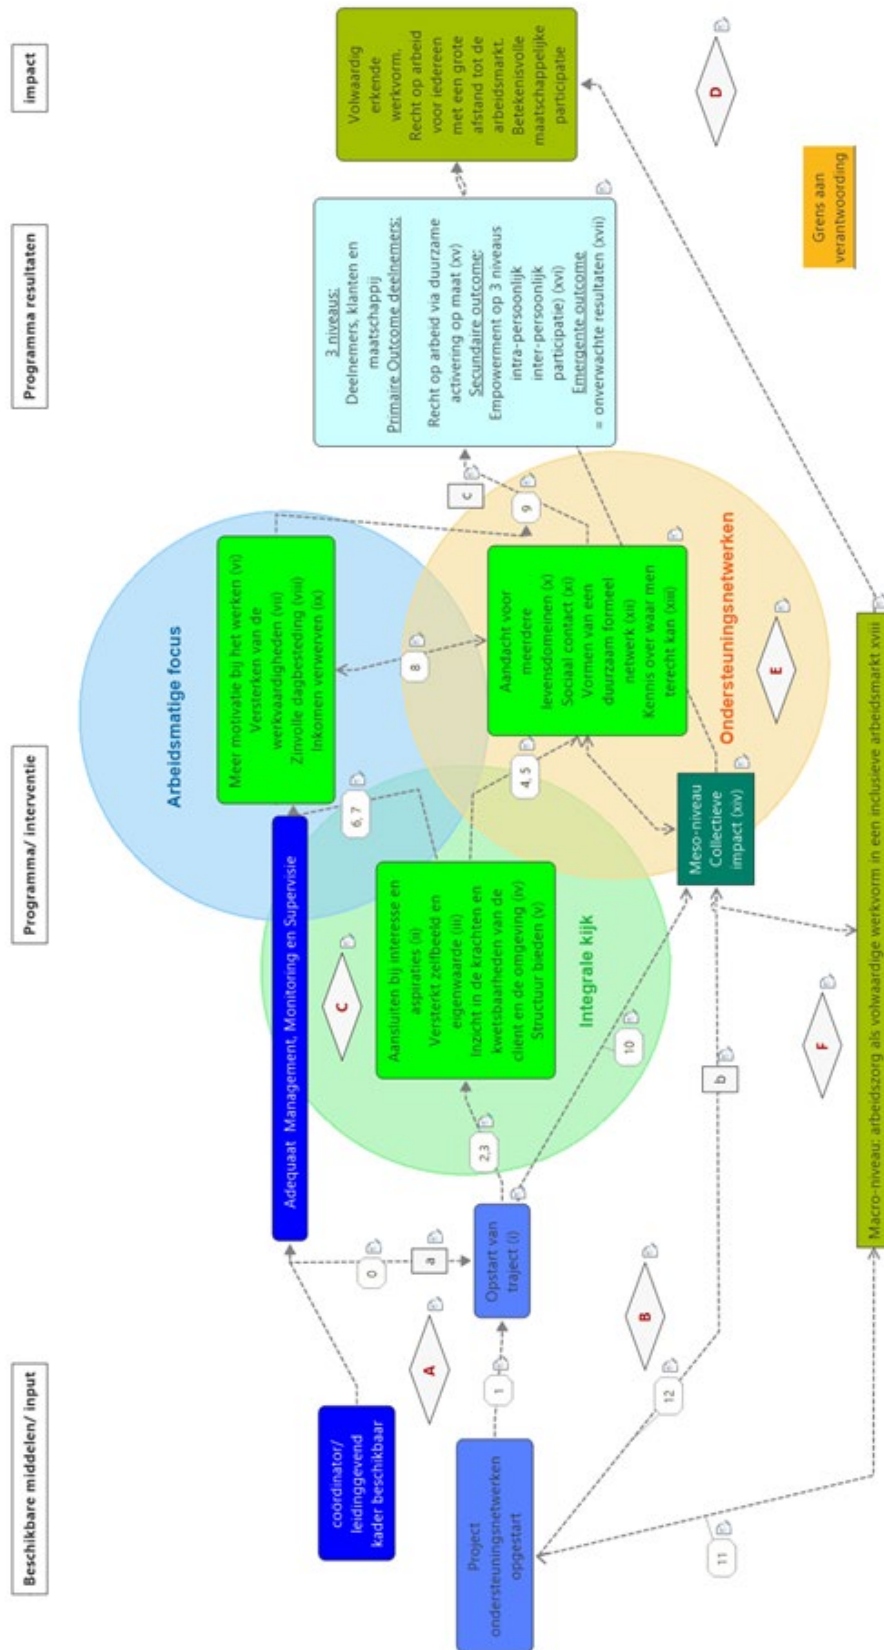 Beschikbare middelen/ input
Programma/ interventie
Programma resultaten
impact
coördinator/
leidinggevend
kader beschikbaar
Project
ondersteuningsnetwerken
opgestart
0
a
A
1
Opstart van
traject (i)
B
12
11
b
2,3
10
Adequaat Management, Monitoring en Supervisie
C
Aansluiten bij interesse en
aspiraties (ii)
Versterkt zelfbeeld en
eigenwaarde (iii)
Inzicht in de krachten en
kwetsbaarheden van de
cliënt en de omgeving (iv)
Structuur bieden (v)
Integrale kijk
6, 7
4, 5
Arbeidsmatige focus
Meer motivatie bij het werken (vi)
Versterken van de
werkvaardigheden (vii)
Zinvolle dagbesteding (viii)
Inkomen verwerven (ix)
8
Aandacht voor
meerdere
levensdomeinen (x)
Sociaal contact (xi)
Vormen van een
duurzaam formeel
netwerk (xii)
Kennis over waar men
terecht kan (xiii)
Ondersteuningsnetwerken
E
9
c
Meso-niveau
Collectieve
impact (xiv)
F
Macro-niveau: arbeidszorg als volwaardige werkvorm in een inclusieve arbeidsmarkt xviii
3 niveaus:
Deelnemers, klanten en
maatschappij
Primaire Outcome deelnemers:
Recht op arbeid via duurzame
activering op maat (xv)
Secundaire outcome:
Empowerment op 3 niveaus
intra-persoonlijk
inter-persoonlijk
participatie) (xvi)
Emergente outcome
= onverwachte resultaten (xvii)
Volwaardig
erkende
werkvorm.
Recht op arbeid
voor iedereen
met een grote
afstand tot de
arbeidsmarkt.
Betekenisvolle
maatschappelijke
participatie
D
Grens aan
verantwoording